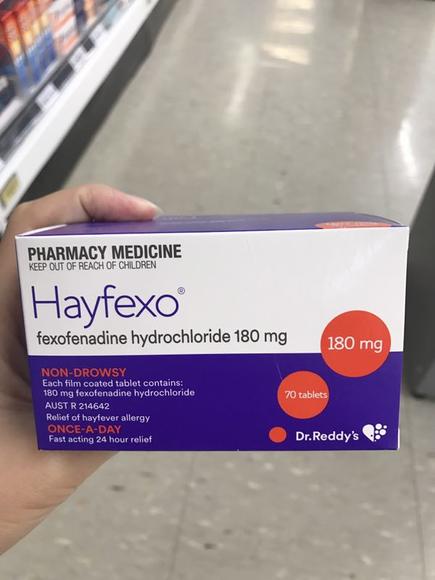 PHARMACY MEDICINE
KEEP OUT OF REACH OF CHILDREN
Hayfexo®
fexofenadine hydrochloride 180 mg
180 mg
NON-DROWSY
Each film coated tablet contains:
180 mg fexofenadine hydrochloride
AUST R 214642
Relief of hayfever allergy
ONCE-A-DAY
Fast acting 24 hour relief
70 tablets
Dr.Reddy's